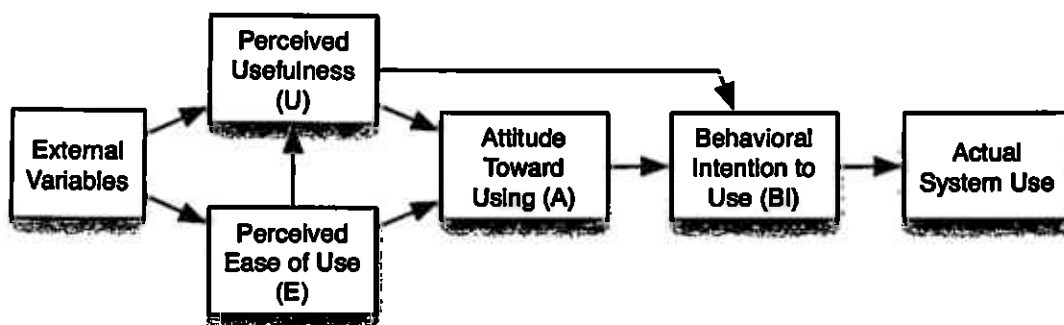 External
Variables
Perceived
Usefulness
(U)
Perceived
Ease of Use
(E)
Attitude
Toward
Using (A)
Behavioral
Intention to
Use (BI)
Actual
System Use